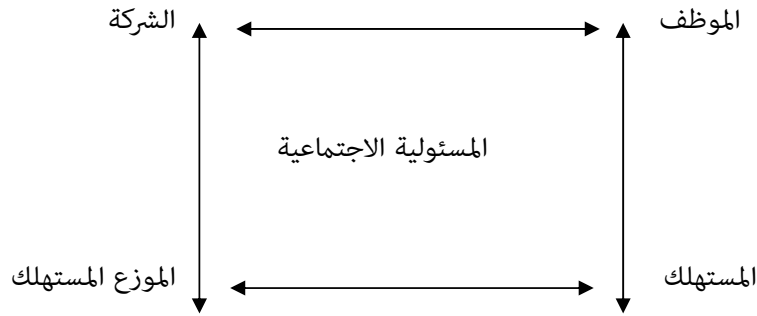 الموظف الشركة
المسئولية الاجتماعية
المستهلك الموزع المستهلك